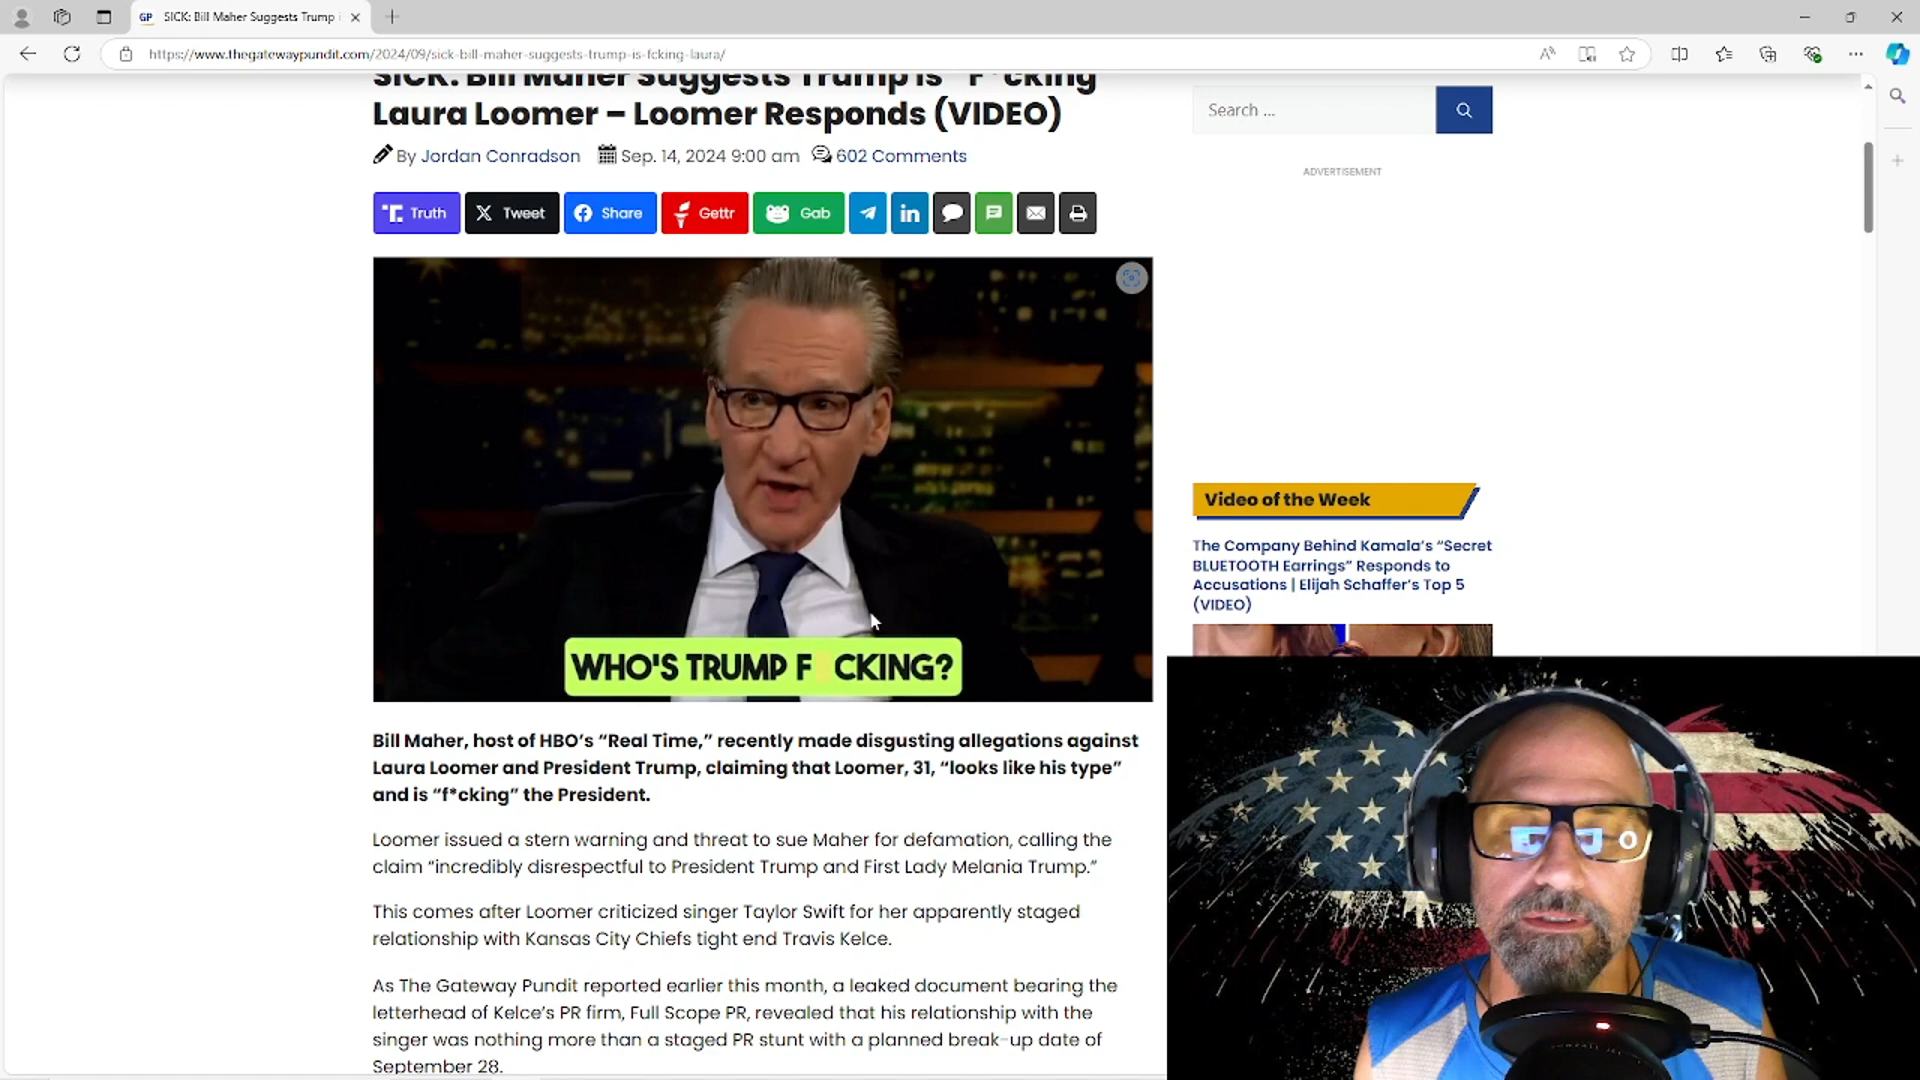 SICK: Bill Maher Suggests Trump i
https://www.thegatewaypundit.com/2024/09/sick-bill-maher-suggests-trump-is-fcking-laura/
SICK: Bill Maher Suggests Trump is "F*cking"
Laura Loomer – Loomer Responds (VIDEO)
By Jordan Conradson Sep. 14, 2024 9:00 am 602 Comments
Truth Tweet Share Gettr Gab
WHO'S TRUMP F CKING?
Bill Maher, host of HBO's “Real Time,” recently made disgusting allegations against
Laura Loomer and President Trump, claiming that Loomer, 31, “looks like his type”
and is “f*cking” the President.
Loomer issued a stern warning and threat to sue Maher for defamation, calling the
claim “incredibly disrespectful to President Trump and First Lady Melania Trump.”
This comes after Loomer criticized singer Taylor Swift for her apparently staged
relationship with Kansas City Chiefs tight end Travis Kelce.
As The Gateway Pundit reported earlier this month, a leaked document bearing the
letterhead of Kelce's PR firm, Full Scope PR, revealed that his relationship with the
singer was nothing more than a staged PR stunt with a planned break-up date of
September 28.
Search ...
ADVERTISEMENT
Video of the Week
The Company Behind Kamala's “Secret
BLUETOOTH Earrings” Responds to
Accusations | Elijah Schaffer's Top 5
(VIDEO)